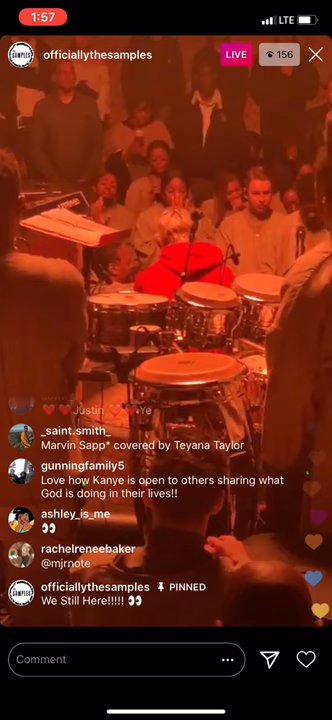 1:57
LTE
SAMPLES
officiallythesamples
LIVE
156
Justin
Ye
_saint.smith_
Marvin Sapp* covered by Teyana Taylor
gunningfamily5
Love how Kanye is open to others sharing what
God is doing in their lives!!
ashley_is_me
👀
rachelreneebaker
@mjrnote
SAMPLES
officiallythesamples PINNED
We Still Here!!!!! 👀
Comment